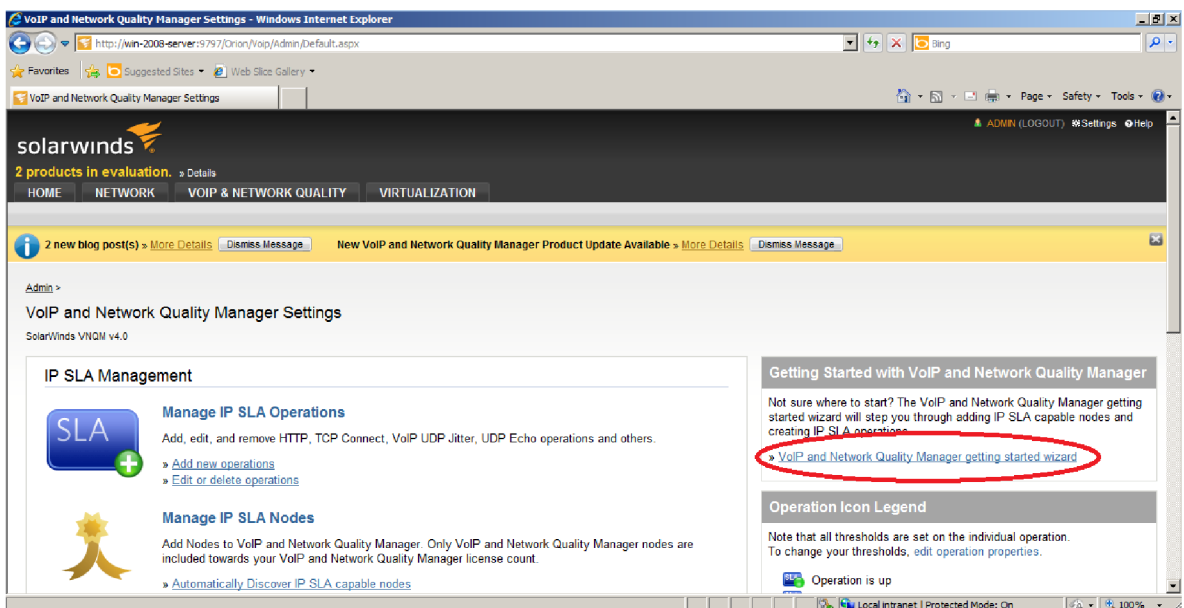 VoIP and Network Quality Manager Settings - Windows Internet Explorer
http://win-2008-server:9797/Orion/Voip/Admin/Default.aspx
Bing
Favorites Suggested Sites Web Slice Gallery
VoIP and Network Quality Manager Settings Page Safety Tools
ADMIN (LOGOUT) Settings Help
solarwinds
2 products in evaluation. » Details
HOME NETWORK VOIP & NETWORK QUALITY VIRTUALIZATION
2 new blog post(s) » More Details Dismiss Message New VoIP and Network Quality Manager Product Update Available » More Details Dismiss Message
Admin >
VoIP and Network Quality Manager Settings
SolarWinds VNQM v4.0
IP SLA Management
SLA
Manage IP SLA Operations
Add, edit, and remove HTTP, TCP Connect, VoIP UDP Jitter, UDP Echo operations and others.
» Add new operations
» Edit or delete operations
Manage IP SLA Nodes
Add Nodes to VoIP and Network Quality Manager. Only VoIP and Network Quality Manager nodes are
included towards your VoIP and Network Quality Manager license count.
» Automatically Discover IP SLA capable nodes
Getting Started with VoIP and Network Quality Manager
Not sure where to start? The VoIP and Network Quality Manager getting
started wizard will step you through adding IP SLA capable nodes and
creating IP SLA operations
» VoIP and Network Quality Manager getting started wizard
Operation Icon Legend
Note that all thresholds are set on the individual operation.
To change your thresholds, edit operation properties.
SLA Operation is up
Local intranet | Protected Mode: On 100%